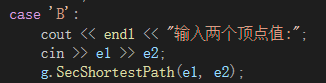 case 'B':
cout << endl << "输入两个顶点值:";
cin >> e1 >> e2;
g.SecShortestPath(e1, e2);